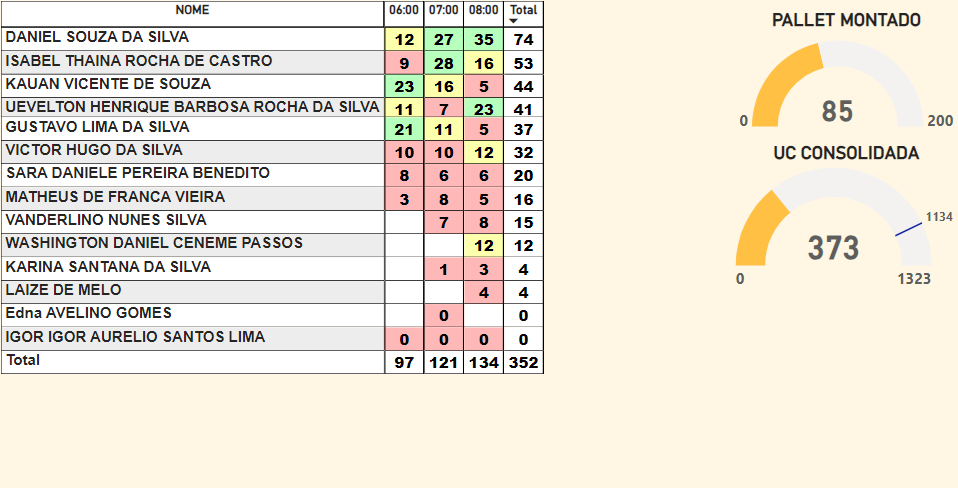 NOME 06:00 07:00 08:00 Total
DANIEL SOUZA DA SILVA 12 27 35 74
ISABEL THAINA ROCHA DE CASTRO 9 28 16 53
KAUAN VICENTE DE SOUZA 23 16 5 44
UEVELTON HENRIQUE BARBOSA ROCHA DA SILVA 11 7 23 41
GUSTAVO LIMA DA SILVA 21 11 5 37
VICTOR HUGO DA SILVA 10 10 12 32
SARA DANIELE PEREIRA BENEDITO 8 6 6 20
MATHEUS DE FRANCA VIEIRA 3 8 5 16
VANDERLINO NUNES SILVA 7 8 15
WASHINGTON DANIEL CENEME PASSOS 12 12
KARINA SANTANA DA SILVA 1 3 4
LAIZE DE MELO 4 4
Edna AVELINO GOMES 0 0
IGOR IGOR AURELIO SANTOS LIMA 0 0 0 0
Total 97 121 134 352
PALLET MONTADO
85
0 200
UC CONSOLIDADA
1134
373
0 1323